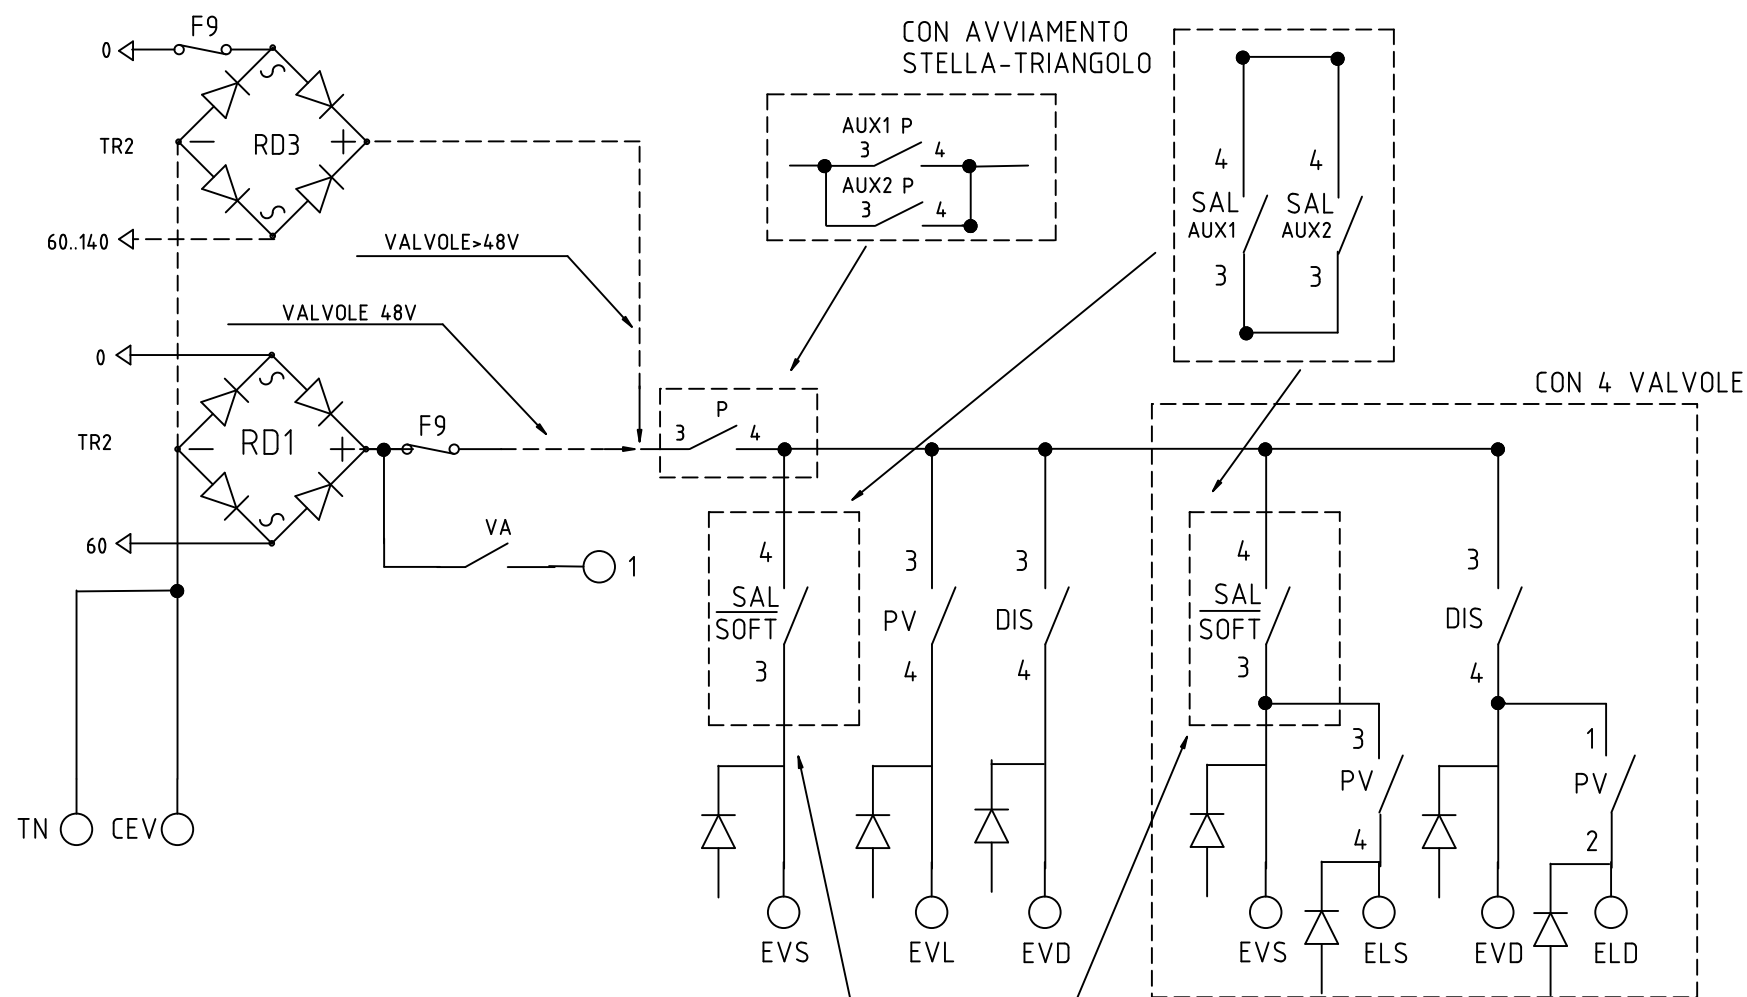 F9
0
TR2
RD3
60..140
CON AVVIAMENTO
STELLA-TRIANGOLO
AUX1 P
3 4
AUX2 P
3 4
4 4
SAL SAL
AUX1 AUX2
3 3
VALVOLE>48V
VALVOLE 48V
0
TR2
RD1
60
F9
P
3 4
CON 4 VALVOLE
VA
1
4
SAL
SOFT
3
3
PV
4
3
DIS
4
4
SAL
SOFT
3
3
PV
4
3
DIS
4
1
PV
2
TN
CEV
EVS
EVL
EVD
EVS
ELS
EVD
ELD